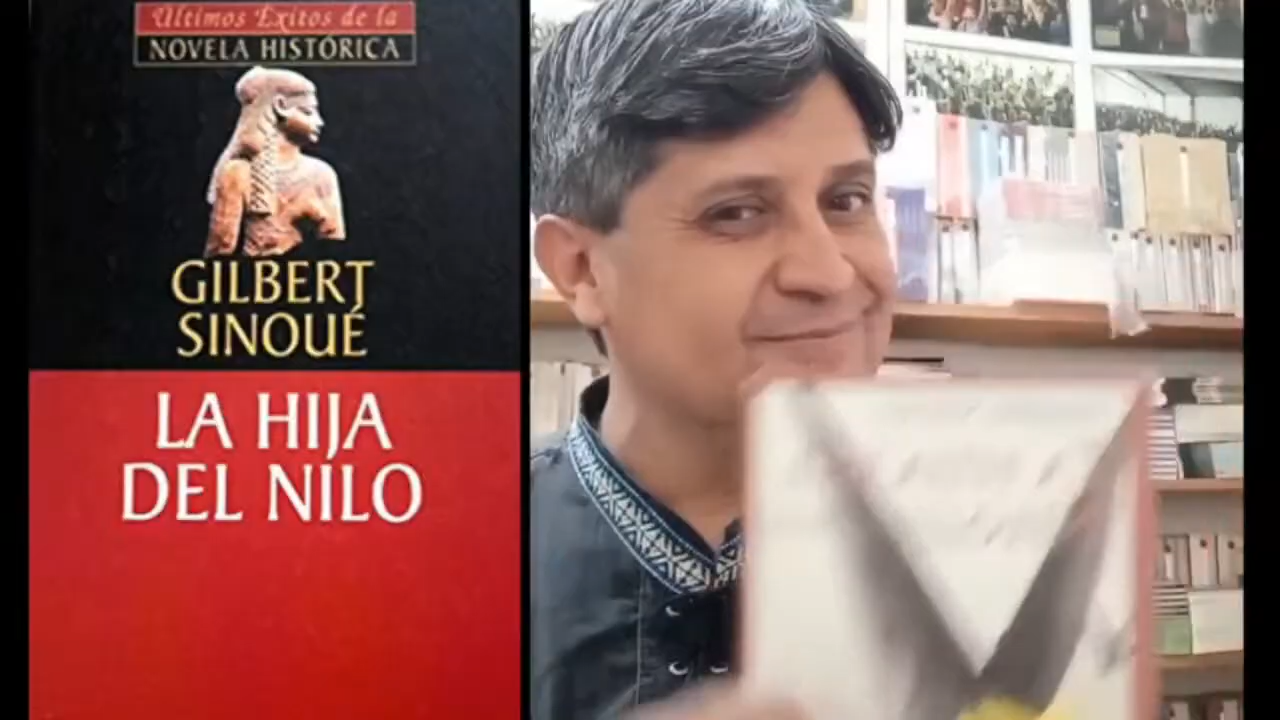 Últimos Éxitos de la
NOVELA HISTÓRICA
GILBERT
SINOUÉ
LA HIJA
DEL NILO